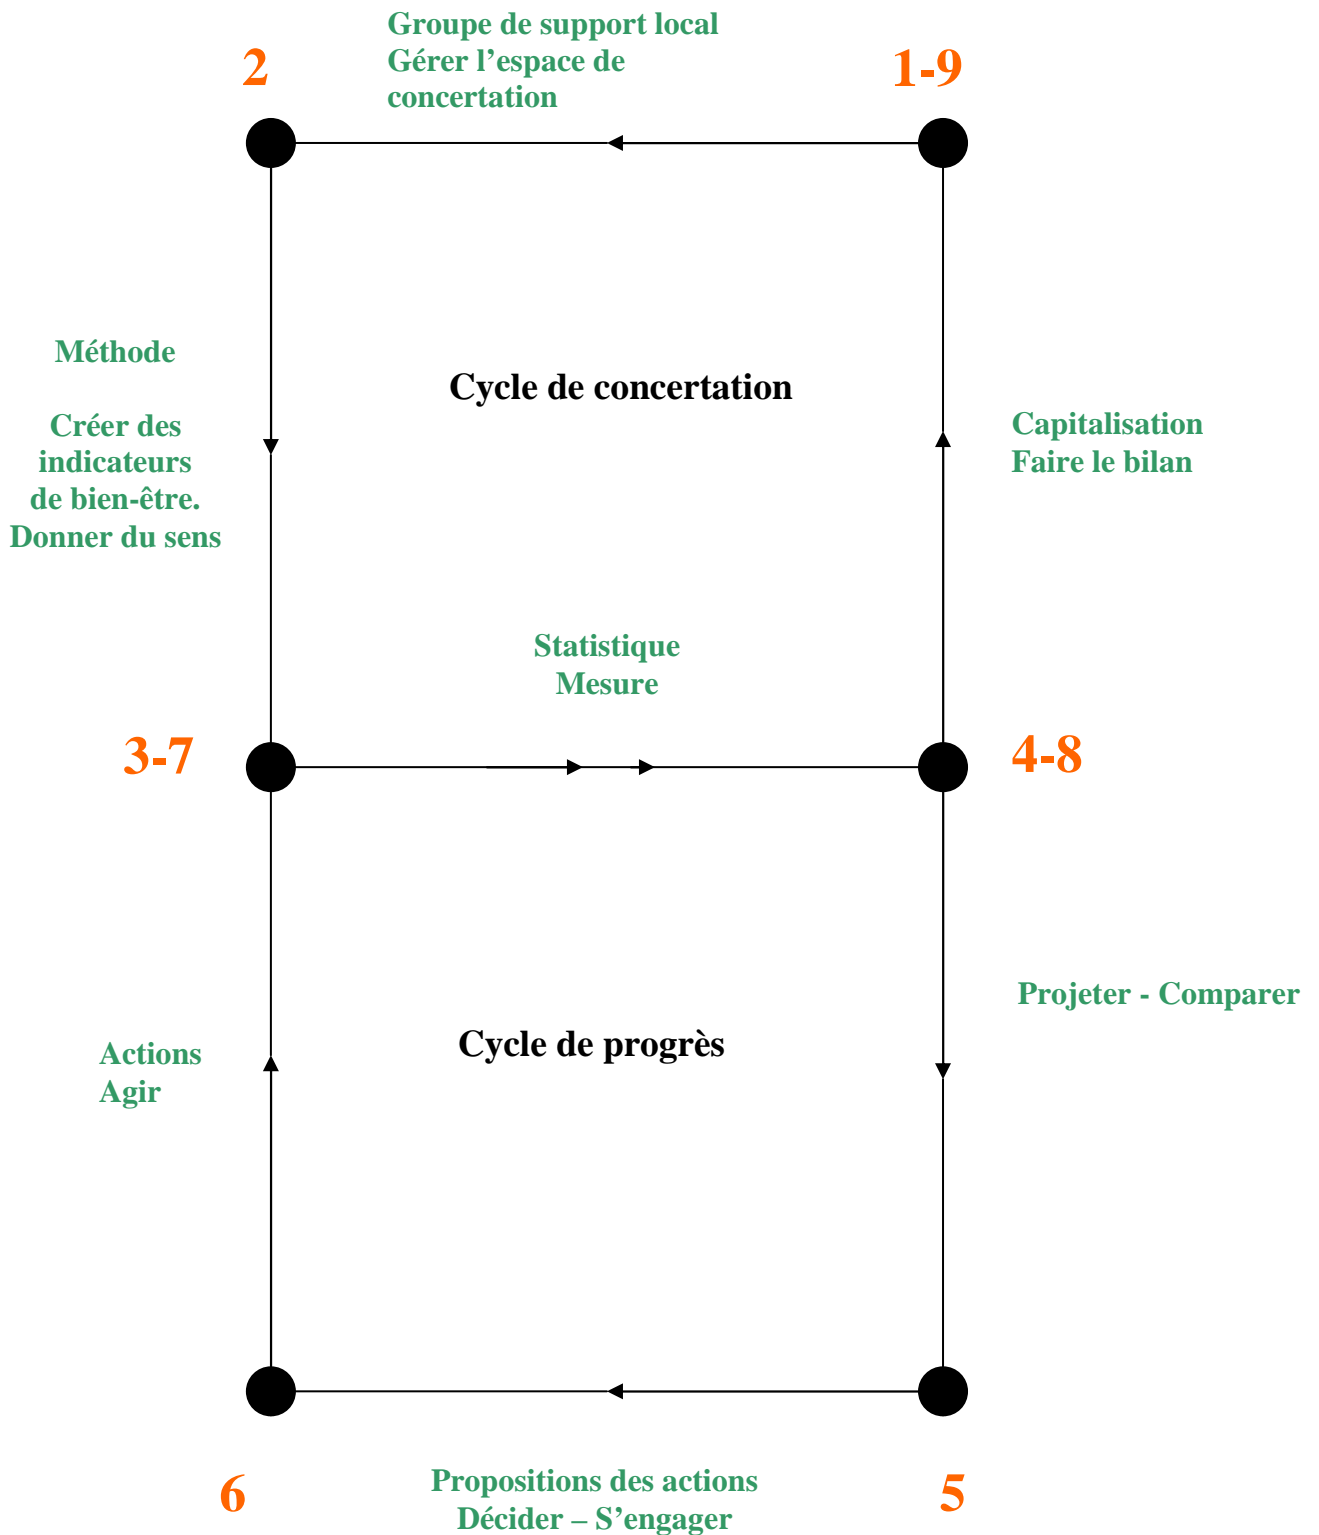 Groupe de support local
Gérer l’espace de
concertation
2
1-9
Méthode
Créer des
indicateurs
de bien-être.
Donner du sens
Cycle de concertation
Capitalisation
Faire le bilan
Statistique
Mesure
3-7
4-8
Projeter - Comparer
Actions
Agir
Cycle de progrès
6
Propositions des actions
Décider – S’engager
5